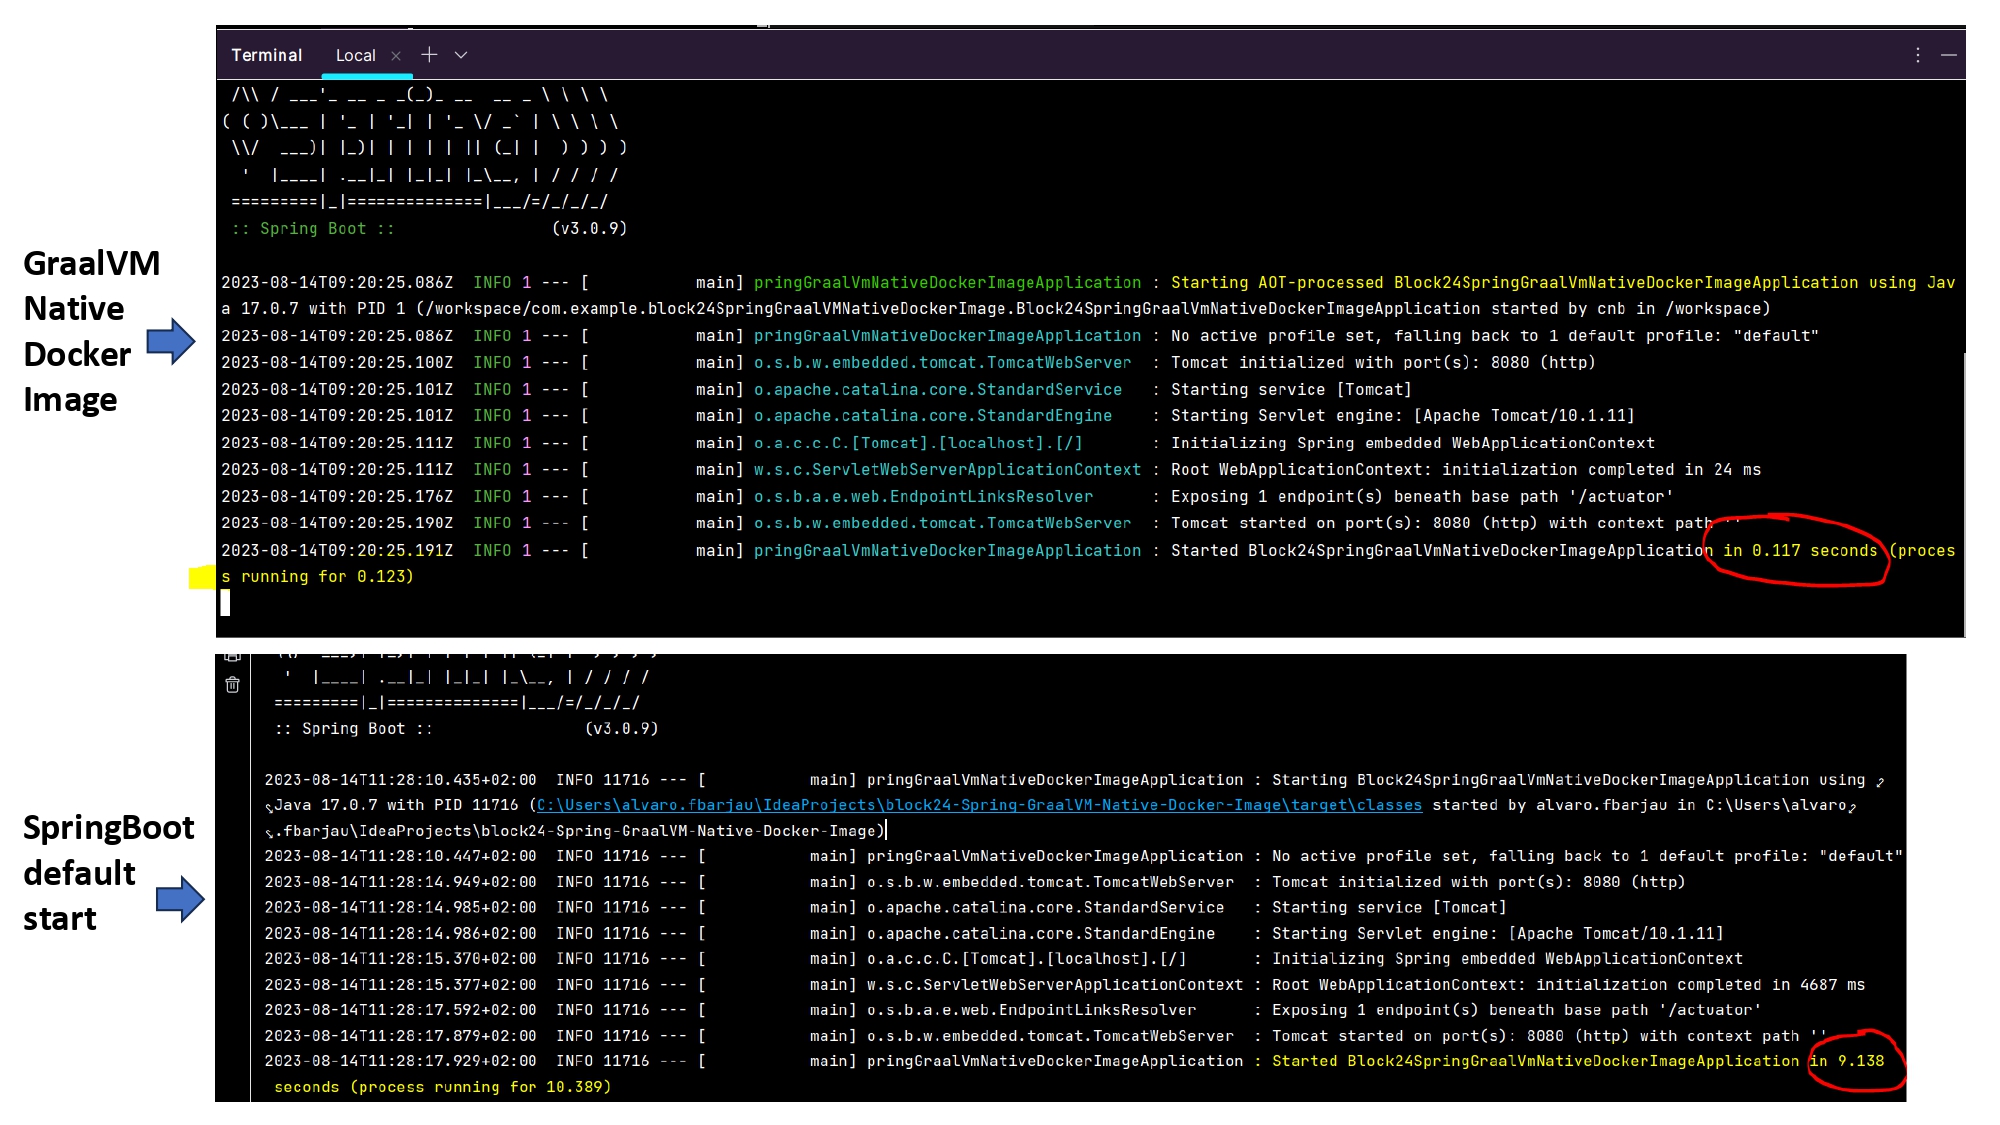 Terminal Local × +
/\\ / ___'_ __ _ _(_)_ __  __ _ \ \ \ \
( ( )\___ | '_ | '_| | '_ \/ _` | \ \ \ \
\\/  ___)| |_)| | | | | || (_| |  ) ) ) )
'  |____| .__|_| |_|_| |_\__, | / / / /
=========|_|==============|___/=/_/_/_/
:: Spring Boot :: (v3.0.9)
GraalVM
Native
Docker
Image
2023-08-14T09:20:25.086Z  INFO 1 --- [           main] pringGraalVmNativeDockerImageApplication : Starting AOT-processed Block24SpringGraalVmNativeDockerImageApplication using Jav
a 17.0.7 with PID 1 (/workspace/com.example.block24SpringGraalVMNativeDockerImage.Block24SpringGraalVmNativeDockerImageApplication started by cnb in /workspace)
2023-08-14T09:20:25.086Z  INFO 1 --- [           main] pringGraalVmNativeDockerImageApplication : No active profile set, falling back to 1 default profile: "default"
2023-08-14T09:20:25.100Z  INFO 1 --- [           main] o.s.b.w.embedded.tomcat.TomcatWebServer  : Tomcat initialized with port(s): 8080 (http)
2023-08-14T09:20:25.101Z  INFO 1 --- [           main] o.apache.catalina.core.StandardService   : Starting service [Tomcat]
2023-08-14T09:20:25.101Z  INFO 1 --- [           main] o.apache.catalina.core.StandardEngine    : Starting Servlet engine: [Apache Tomcat/10.1.11]
2023-08-14T09:20:25.111Z  INFO 1 --- [           main] o.a.c.c.C.[Tomcat].[localhost].[/]       : Initializing Spring embedded WebApplicationContext
2023-08-14T09:20:25.111Z  INFO 1 --- [           main] w.s.c.ServletWebServerApplicationContext : Root WebApplicationContext: initialization completed in 24 ms
2023-08-14T09:20:25.176Z  INFO 1 --- [           main] o.s.b.a.e.web.EndpointLinksResolver      : Exposing 1 endpoint(s) beneath base path '/actuator'
2023-08-14T09:20:25.190Z  INFO 1 --- [           main] o.s.b.w.embedded.tomcat.TomcatWebServer  : Tomcat started on port(s): 8080 (http) with context path ''
2023-08-14T09:20:25.191Z  INFO 1 --- [           main] pringGraalVmNativeDockerImageApplication : Started Block24SpringGraalVmNativeDockerImageApplication in 0.117 seconds (proces
s running for 0.123)
'  |____| .__|_| |_|_| |_\__, | / / / /
=========|_|==============|___/=/_/_/_/
:: Spring Boot :: (v3.0.9)
SpringBoot
default
start
2023-08-14T11:28:10.435+02:00  INFO 11716 --- [           main] pringGraalVmNativeDockerImageApplication : Starting Block24SpringGraalVmNativeDockerImageApplication using
Java 17.0.7 with PID 11716 (C:\Users\alvaro.fbarjau\IdeaProjects\block24-Spring-GraalVM-Native-Docker-Image\target\classes started by alvaro.fbarjau in C:\Users\alvaro
.fbarjau\IdeaProjects\block24-Spring-GraalVM-Native-Docker-Image)
2023-08-14T11:28:10.447+02:00  INFO 11716 --- [           main] pringGraalVmNativeDockerImageApplication : No active profile set, falling back to 1 default profile: "default"
2023-08-14T11:28:14.949+02:00  INFO 11716 --- [           main] o.s.b.w.embedded.tomcat.TomcatWebServer  : Tomcat initialized with port(s): 8080 (http)
2023-08-14T11:28:14.985+02:00  INFO 11716 --- [           main] o.apache.catalina.core.StandardService   : Starting service [Tomcat]
2023-08-14T11:28:14.986+02:00  INFO 11716 --- [           main] o.apache.catalina.core.StandardEngine    : Starting Servlet engine: [Apache Tomcat/10.1.11]
2023-08-14T11:28:15.370+02:00  INFO 11716 --- [           main] o.a.c.c.C.[Tomcat].[localhost].[/]       : Initializing Spring embedded WebApplicationContext
2023-08-14T11:28:15.377+02:00  INFO 11716 --- [           main] w.s.c.ServletWebServerApplicationContext : Root WebApplicationContext: initialization completed in 4687 ms
2023-08-14T11:28:17.592+02:00  INFO 11716 --- [           main] o.s.b.a.e.web.EndpointLinksResolver      : Exposing 1 endpoint(s) beneath base path '/actuator'
2023-08-14T11:28:17.879+02:00  INFO 11716 --- [           main] o.s.b.w.embedded.tomcat.TomcatWebServer  : Tomcat started on port(s): 8080 (http) with context path ''
2023-08-14T11:28:17.929+02:00  INFO 11716 --- [           main] pringGraalVmNativeDockerImageApplication : Started Block24SpringGraalVmNativeDockerImageApplication in 9.138
seconds (process running for 10.389)